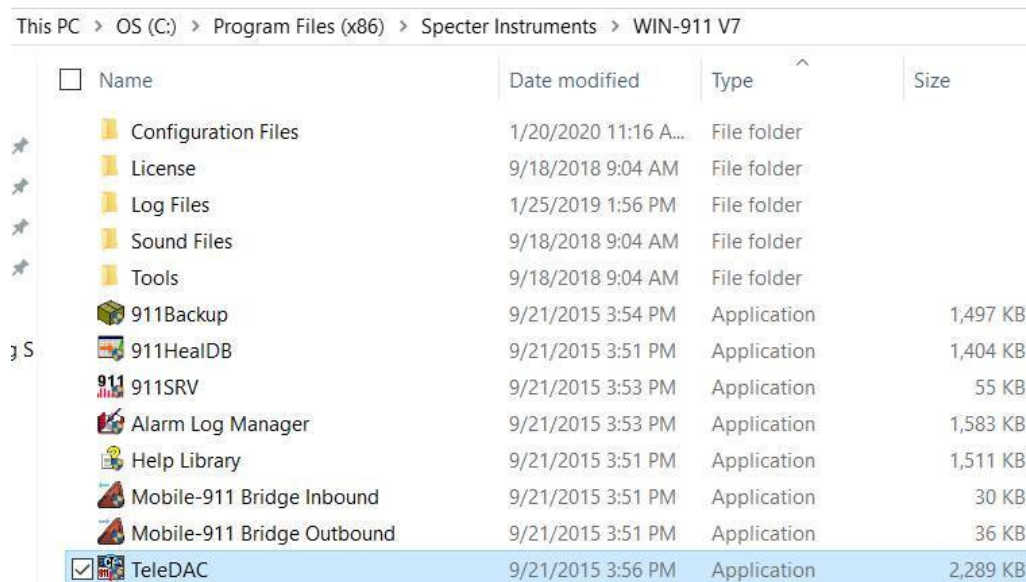 This PC > OS (C:) > Program Files (x86) > Specter Instruments > WIN-911 V7
Name Date modified Type Size
Configuration Files 1/20/2020 11:16 A... File folder
License 9/18/2018 9:04 AM File folder
Log Files 1/25/2019 1:56 PM File folder
Sound Files 9/18/2018 9:04 AM File folder
Tools 9/18/2018 9:04 AM File folder
911Backup 9/21/2015 3:54 PM Application 1,497 KB
g S 911HealDB 9/21/2015 3:51 PM Application 1,404 KB
911 911SRV 9/21/2015 3:53 PM Application 55 KB
Alarm Log Manager 9/21/2015 3:53 PM Application 1,583 KB
Help Library 9/21/2015 3:51 PM Application 1,511 KB
Mobile-911 Bridge Inbound 9/21/2015 3:51 PM Application 30 KB
Mobile-911 Bridge Outbound 9/21/2015 3:51 PM Application 36 KB
TeleDAC 9/21/2015 3:56 PM Application 2,289 KB